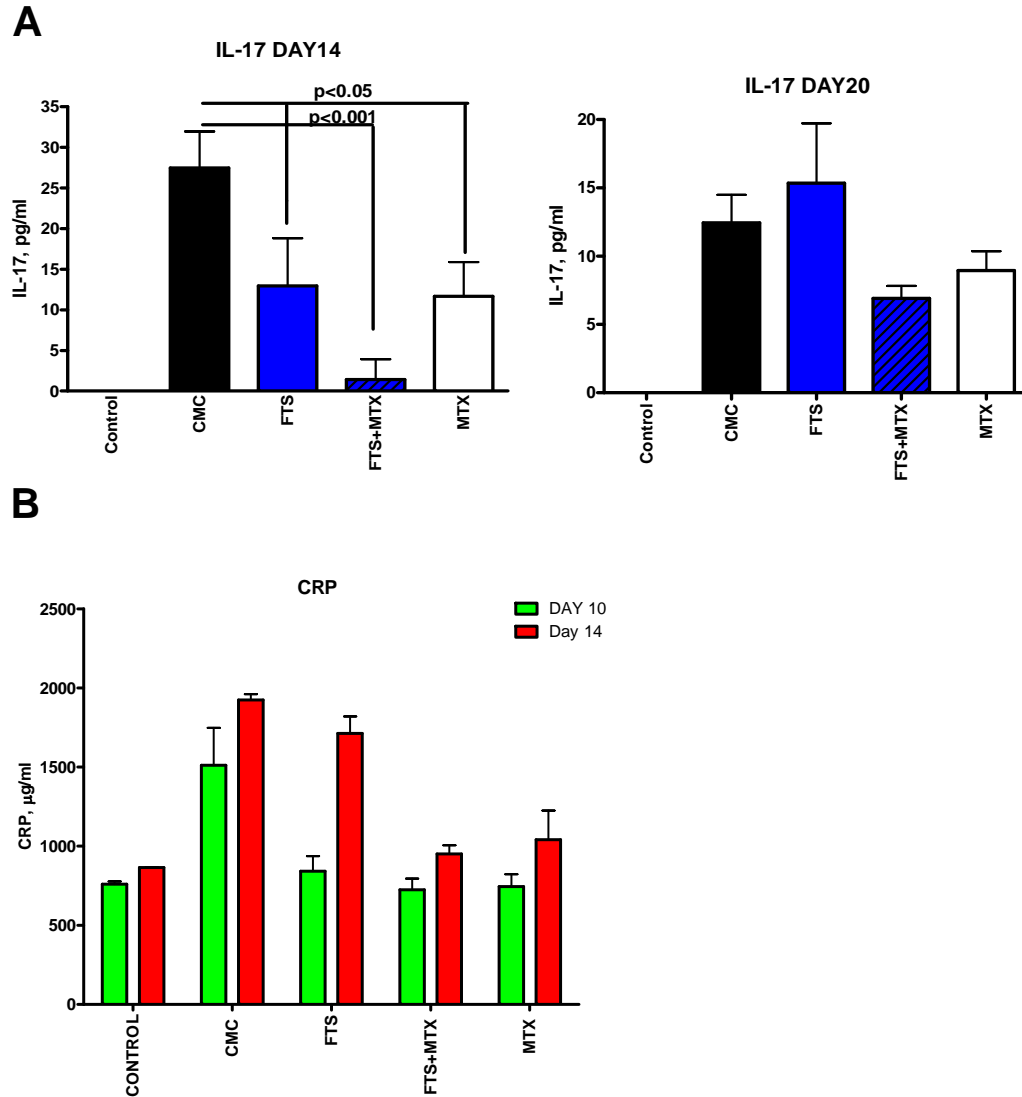 A
IL-17 DAY14
p<0.05
p<0.001
35
30
25
20
15
10
5
0
IL-17, pg/ml
Control
CMC
FTS
FTS+MTX
MTX
IL-17 DAY20
20
15
10
5
0
IL-17, pg/ml
Control
CMC
FTS
FTS+MTX
MTX
B
CRP
DAY 10
Day 14
2500
2000
1500
1000
500
0
CRP, µg/ml
CONTROL
CMC
FTS
FTS+MTX
MTX